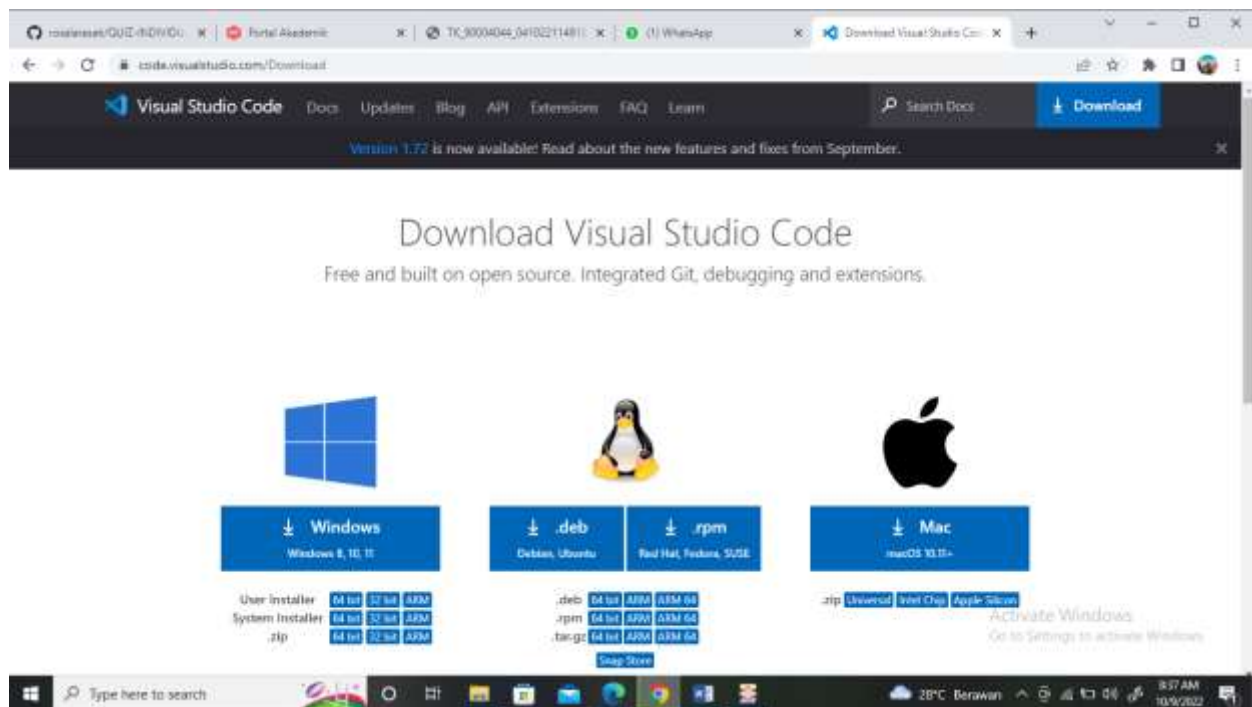 Portal Akademik
(1) WhatsApp
code.visualstudio.com/Download
Visual Studio Code Docs Updates Blog API Extensions FAQ Learn Search Docs Download
Version 1.72 is now available! Read about the new features and fixes from September.
Download Visual Studio Code
Free and built on open source. Integrated Git, debugging and extensions.
Windows
Windows 8, 10, 11
.deb
Debian, Ubuntu
.rpm
Red Hat, Fedora, SUSE
Mac
macOS 10.11+
User Installer 64 bit 32 bit ARM
System Installer 64 bit 32 bit ARM
.zip 64 bit 32 bit ARM
.deb 64 bit ARM ARM 64
.rpm 64 bit ARM ARM 64
.tar.gz 64 bit ARM ARM 64
Snap Store
.zip Universal Intel Chip Apple Silicon
Activate Windows
Go to Settings to activate Windows.
Type here to search
28°C Berawan
8:37 AM
10/9/2022